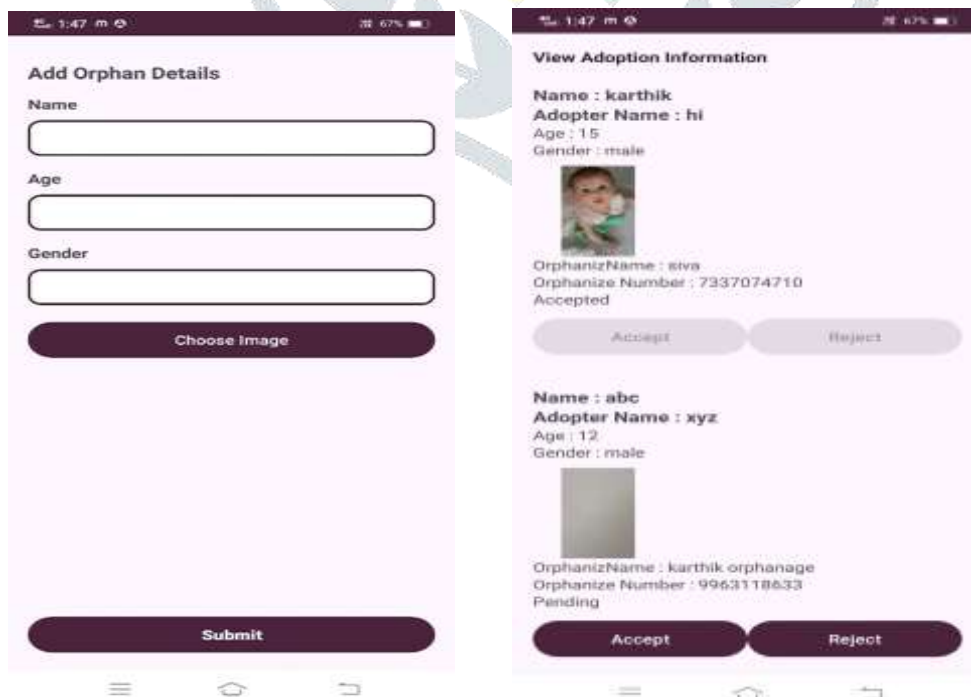 1:47 m
67%
Add Orphan Details
Name
Age
Gender
Choose Image
Submit
1:47 m
67%
View Adoption Information
Name : karthik
Adopter Name : hi
Age : 15
Gender : male
OrphanizName : siva
Orphanize Number : 7337074710
Accepted
Accept
Reject
Name : abc
Adopter Name : xyz
Age : 12
Gender : male
OrphanizName : karthik orphanage
Orphanize Number : 9963118633
Pending
Accept
Reject